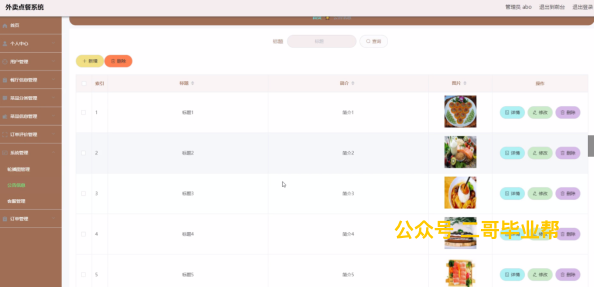 外卖点餐系统
管理员 abo 退出到前台 退出登录
首页
个人中心
用户管理
餐厅信息管理
菜品分类管理
菜品信息管理
订单评价管理
系统管理
轮播图管理
公告信息
客服管理
订单管理
标题 标题 查询
+ 新增 删除
索引 标题 简介 图片 操作
1 标题1 简介1 详情 修改 删除
2 标题2 简介2 详情 修改 删除
3 标题3 简介3 详情 修改 删除
4 标题4 简介4 详情 修改 删除
5 标题5 简介5 详情 修改 删除
公众号 二哥毕业帮